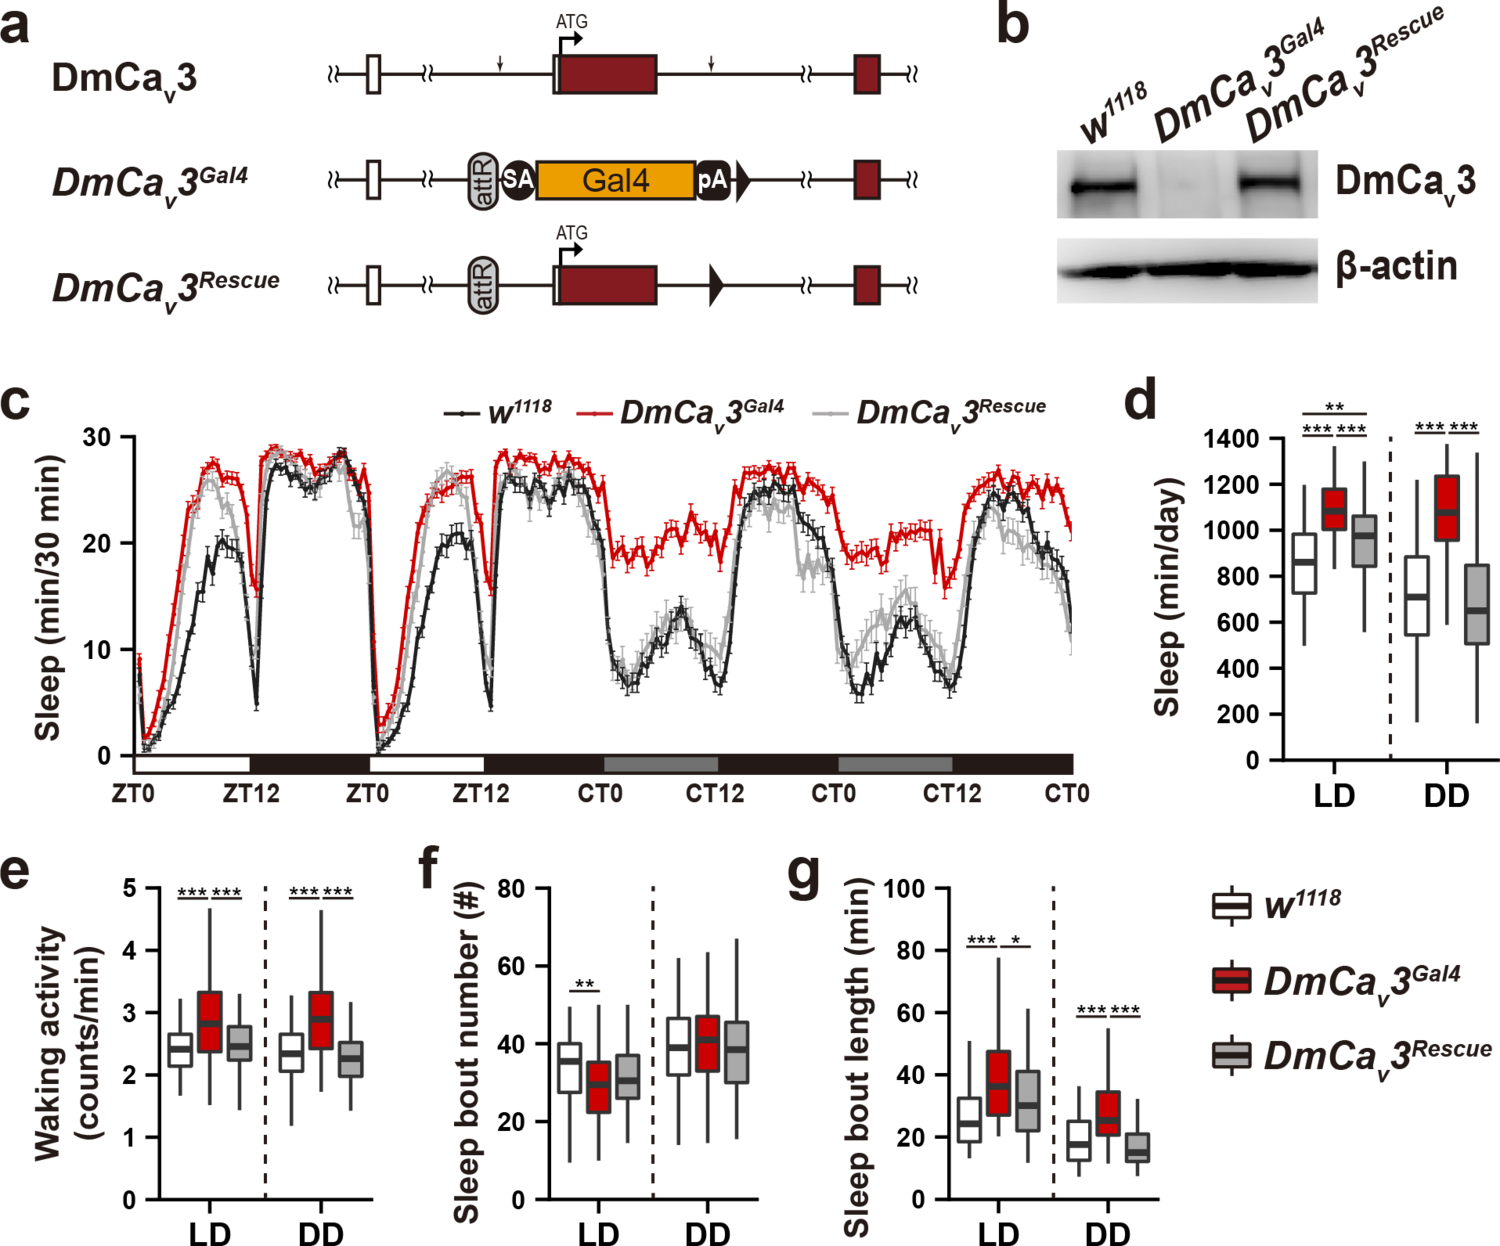 a
ATG
DmCav3
DmCav3Gal4
attR
SA
Gal4
pA
ATG
DmCav3Rescue
attR
b
w1118
DmCav3Gal4
DmCav3Rescue
DmCav3
β-actin
c
w1118 DmCav3Gal4 DmCav3Rescue
Sleep (min/30 min)
30
20
10
0
ZT0 ZT12 ZT0 ZT12 CT0 CT12 CT0 CT12 CT0
d
**
*** *** *** ***
Sleep (min/day)
1400
1200
1000
800
600
400
200
0
LD DD
e
*** *** *** ***
Waking activity
(counts/min)
5
4
3
2
1
0
LD DD
f
**
Sleep bout number (#)
80
60
40
20
0
LD DD
g
*** *
*** ***
Sleep bout length (min)
100
80
60
40
20
0
LD DD
w1118
DmCav3Gal4
DmCav3Rescue